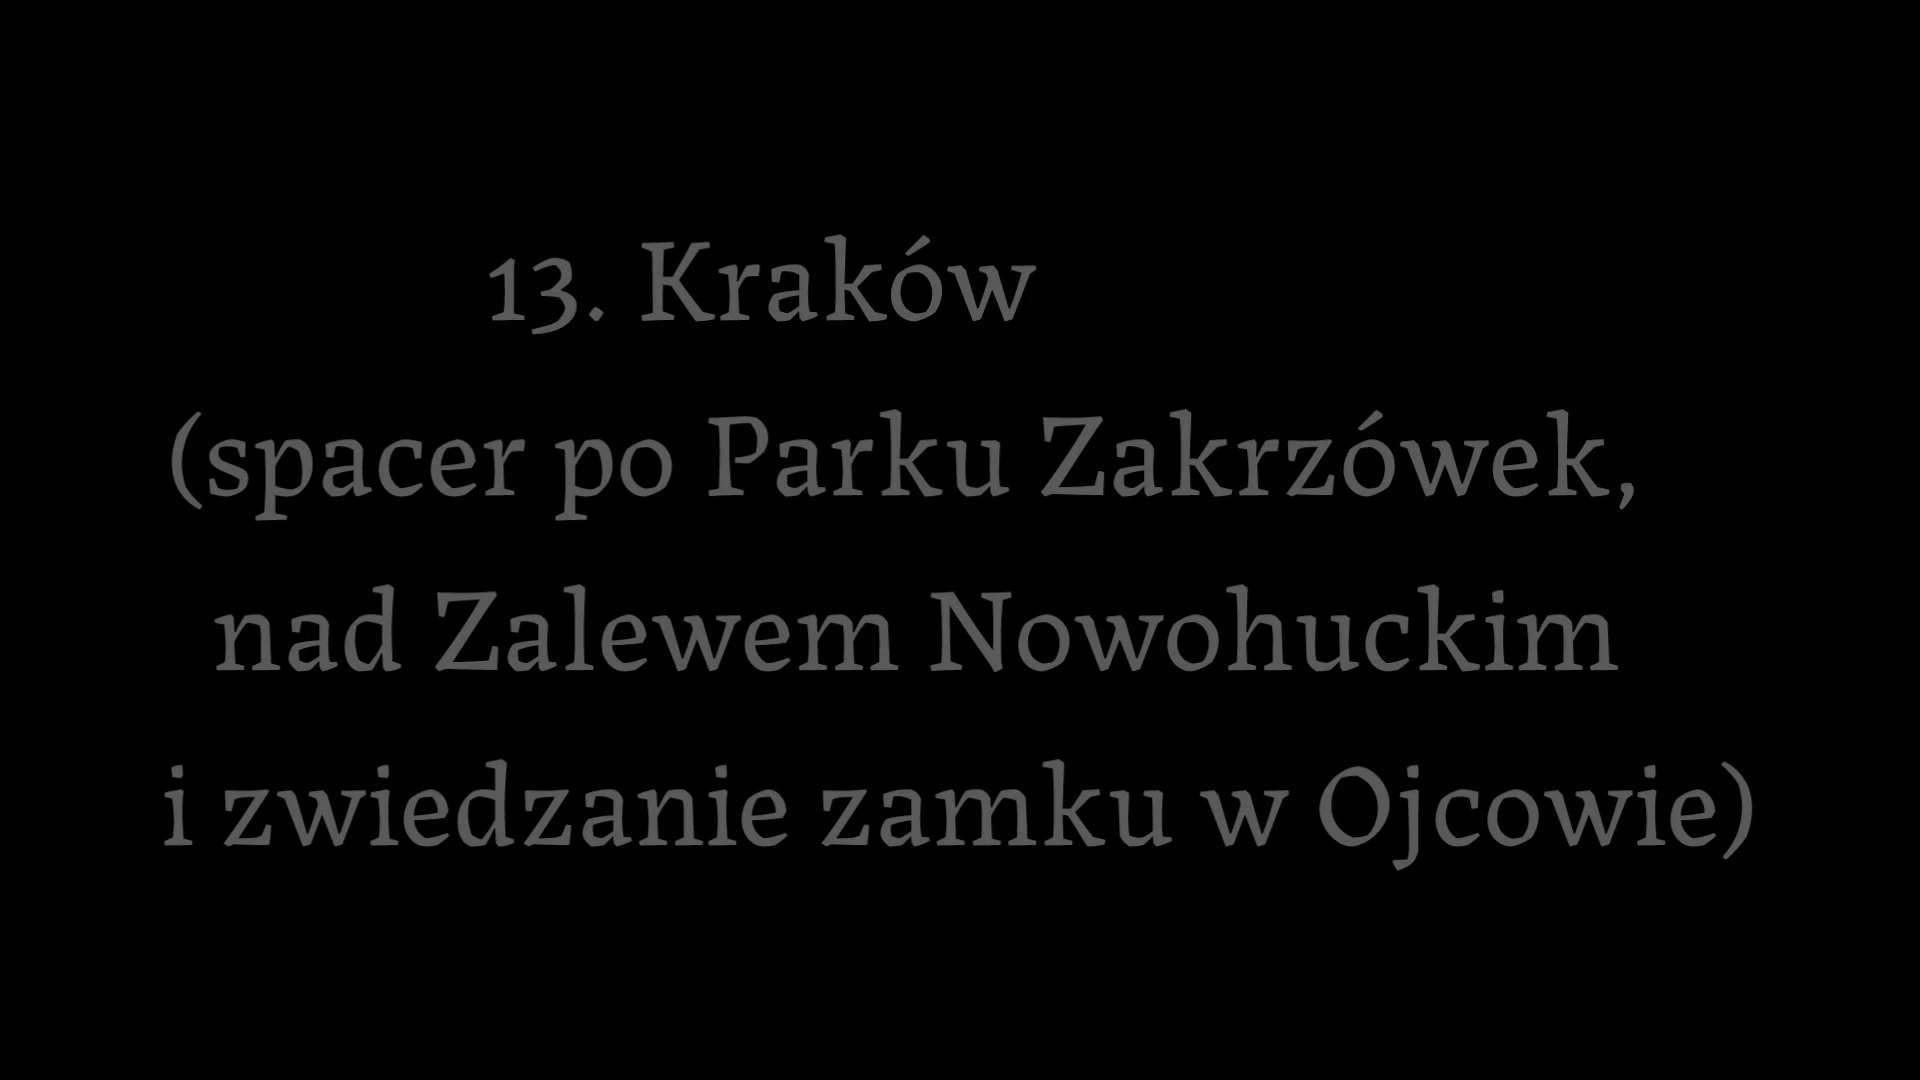 13. Kraków
(spacer po Parku Zakrzówek,
nad Zalewem Nowohuckim
i zwiedzanie zamku w Ojcowie)